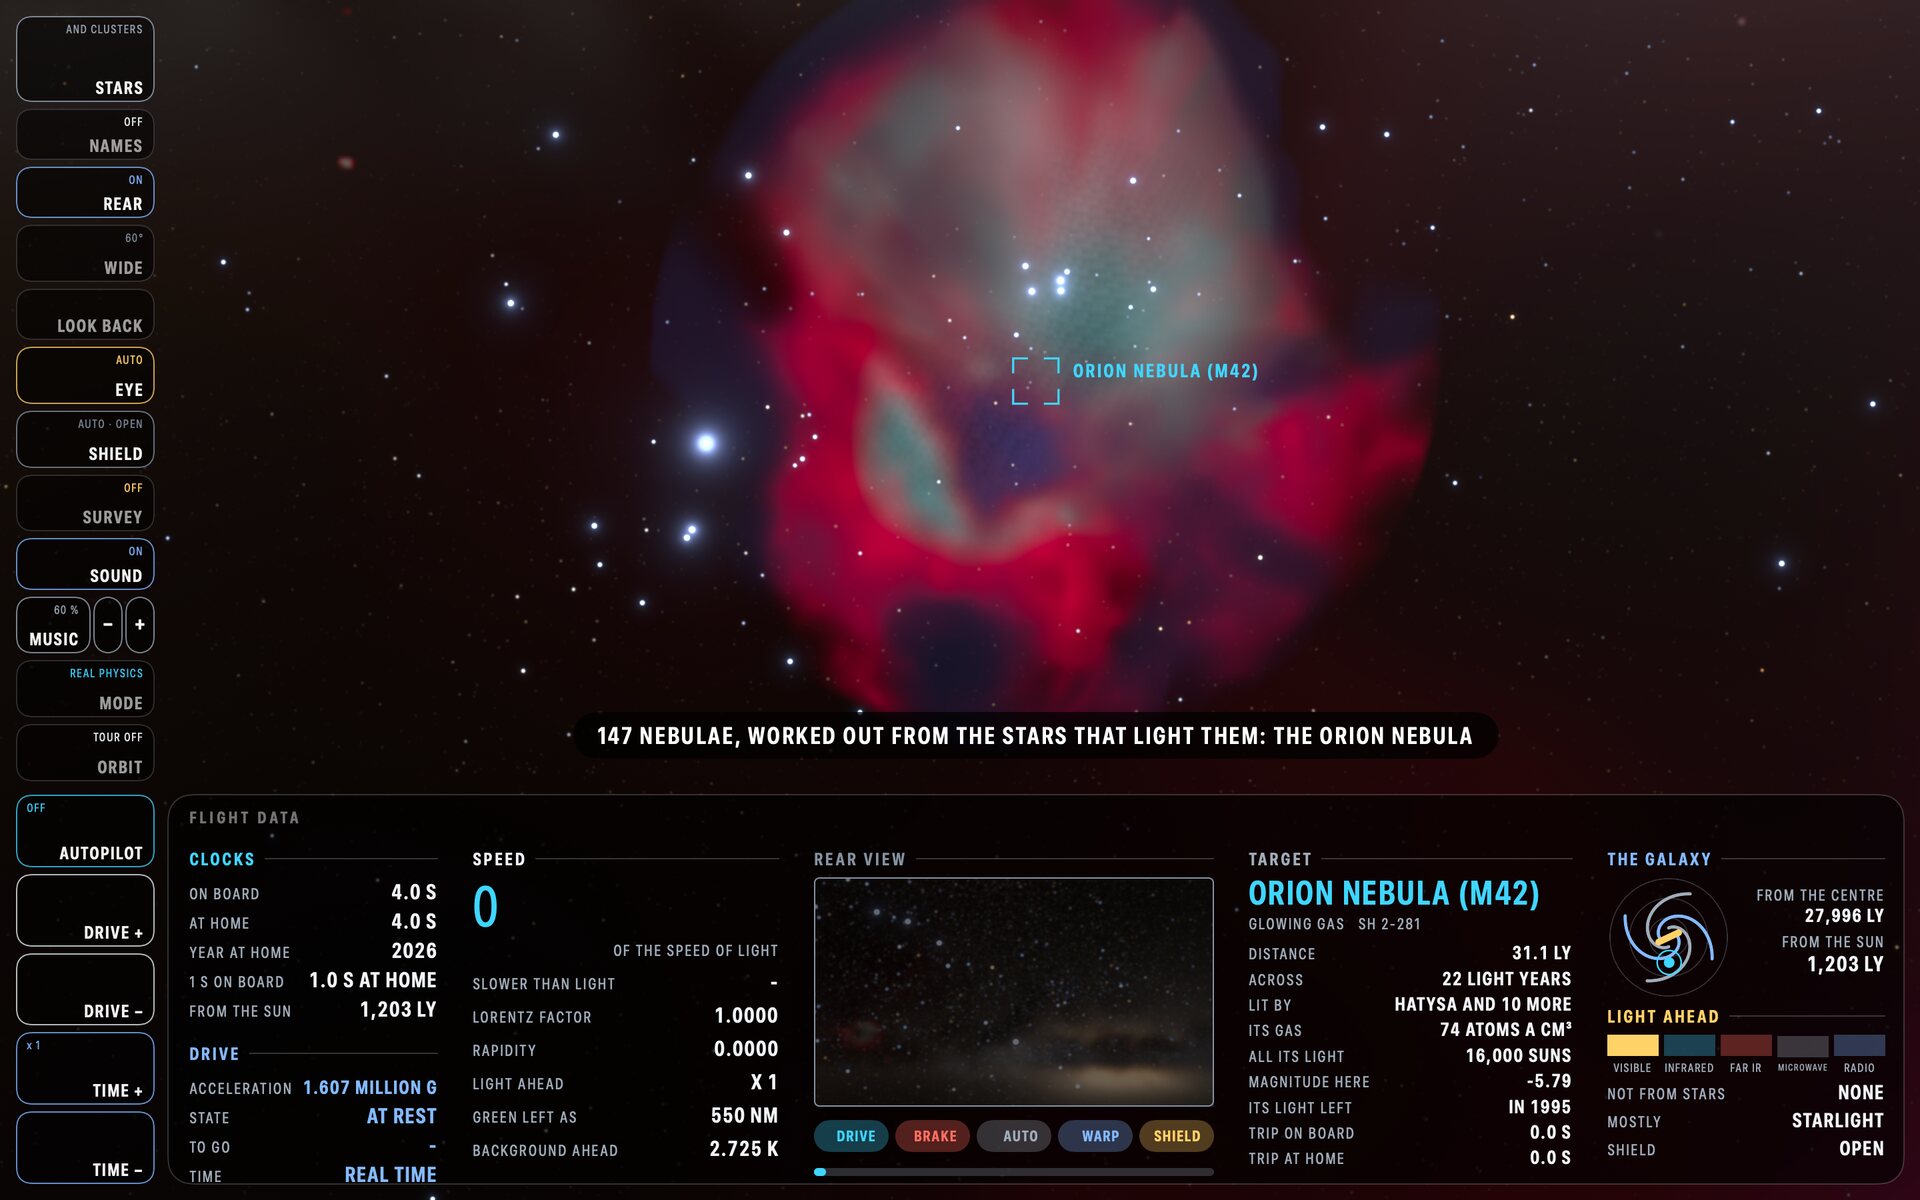 AND CLUSTERS
STARS
OFF
NAMES
ON
REAR
60°
WIDE
LOOK BACK
AUTO
EYE
AUTO · OPEN
SHIELD
OFF
SURVEY
ON
SOUND
60 %
MUSIC
−
+
REAL PHYSICS
MODE
TOUR OFF
ORBIT
OFF
AUTOPILOT
DRIVE +
DRIVE −
x 1
TIME +
TIME −
ORION NEBULA (M42)
147 NEBULAE, WORKED OUT FROM THE STARS THAT LIGHT THEM: THE ORION NEBULA
FLIGHT DATA
CLOCKS
ON BOARD 4.0 S
AT HOME 4.0 S
YEAR AT HOME 2026
1 S ON BOARD 1.0 S AT HOME
FROM THE SUN 1,203 LY
DRIVE
ACCELERATION 1.607 MILLION G
STATE AT REST
TO GO -
TIME REAL TIME
SPEED
0
OF THE SPEED OF LIGHT
SLOWER THAN LIGHT -
LORENTZ FACTOR 1.0000
RAPIDITY 0.0000
LIGHT AHEAD X 1
GREEN LEFT AS 550 NM
BACKGROUND AHEAD 2.725 K
REAR VIEW
DRIVE BRAKE AUTO WARP SHIELD
TARGET
ORION NEBULA (M42)
GLOWING GAS SH 2-281
DISTANCE 31.1 LY
ACROSS 22 LIGHT YEARS
LIT BY HATYSA AND 10 MORE
ITS GAS 74 ATOMS A CM³
ALL ITS LIGHT 16,000 SUNS
MAGNITUDE HERE -5.79
ITS LIGHT LEFT IN 1995
TRIP ON BOARD 0.0 S
TRIP AT HOME 0.0 S
THE GALAXY
FROM THE CENTRE
27,996 LY
FROM THE SUN
1,203 LY
LIGHT AHEAD
VISIBLE INFRARED FAR IR MICROWAVE RADIO
NOT FROM STARS NONE
MOSTLY STARLIGHT
SHIELD OPEN